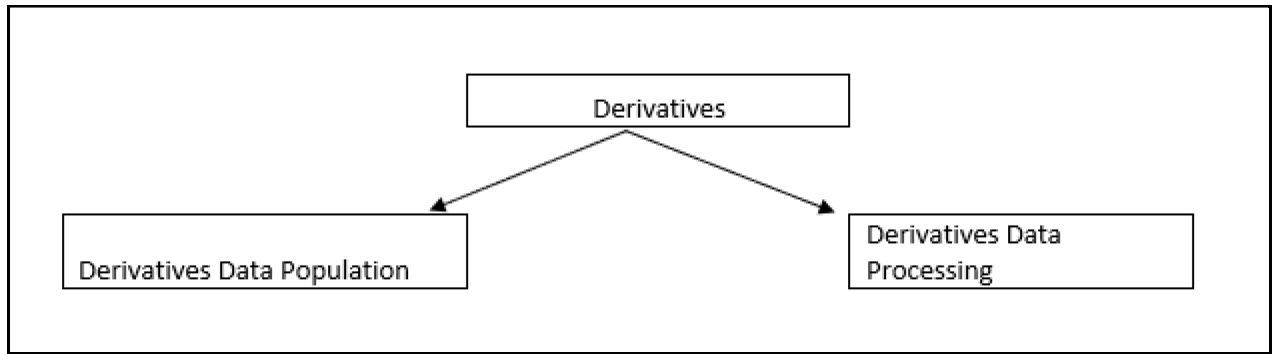 Derivatives
Derivatives Data Population
Derivatives Data
Processing